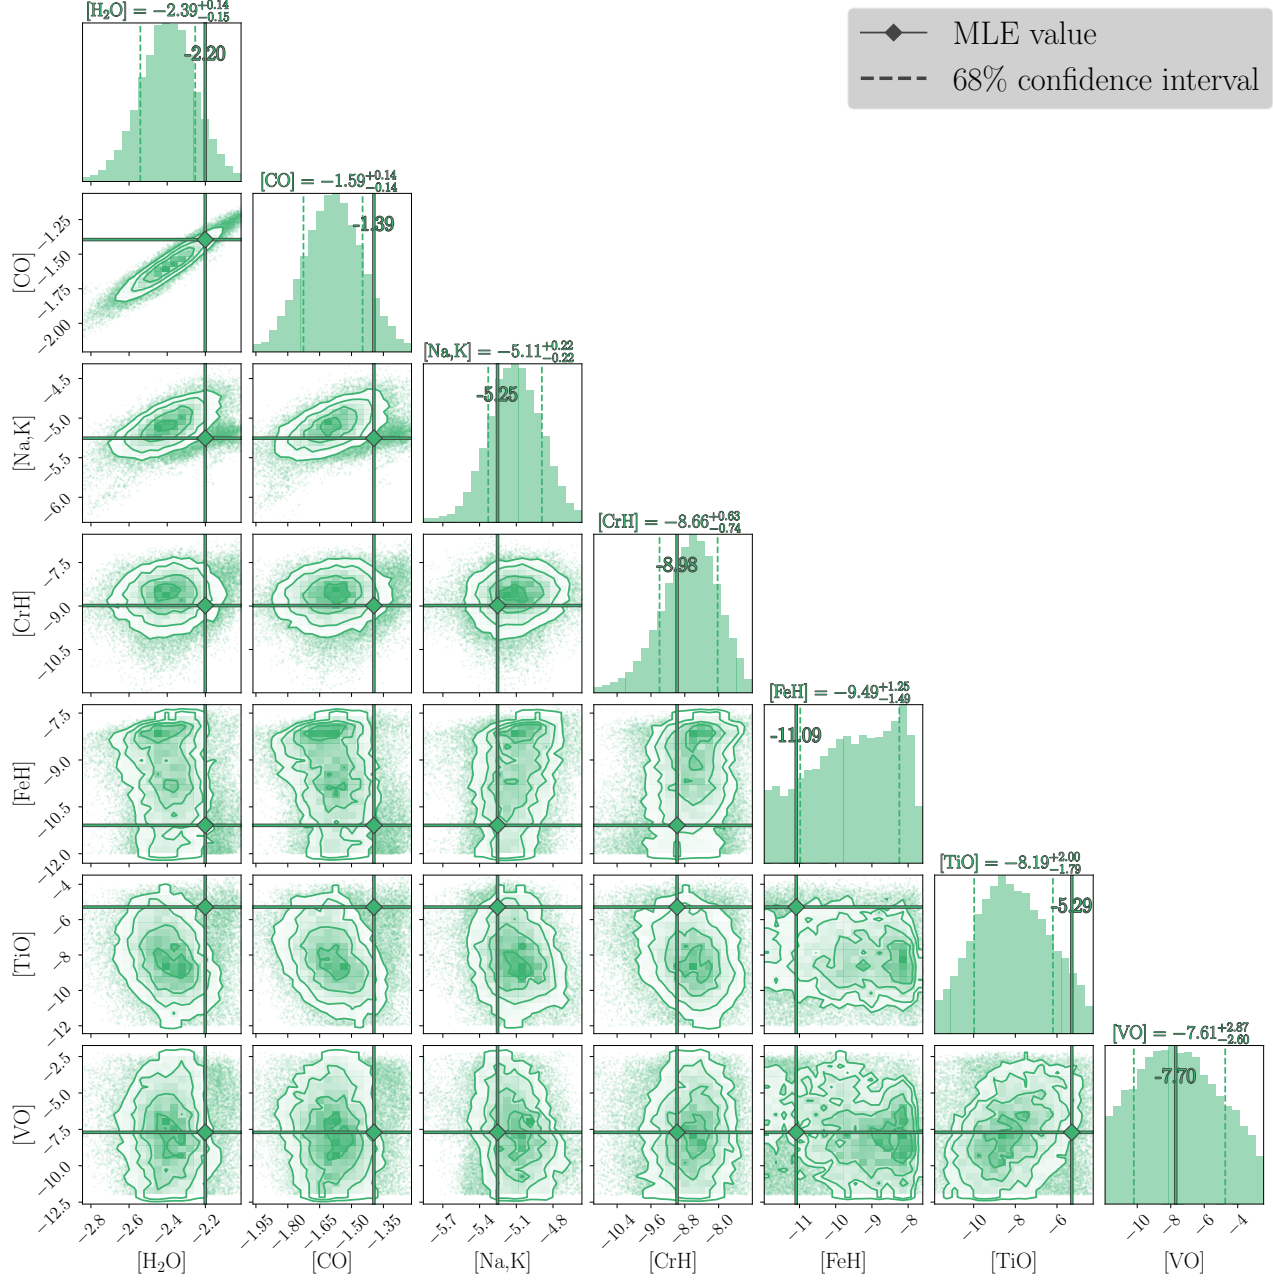 [H₂O] = −2.39+0.14 −0.15
-2.20
MLE value
68% confidence interval
[CO] = −1.59+0.14 −0.14
-1.39
[CO]
−1.25
−1.50
−1.75
−2.00
[Na,K] = −5.11+0.22 −0.22
-5.25
[Na,K]
−4.5
−5.0
−5.5
−6.0
[CrH] = −8.66+0.63 −0.74
-8.98
[CrH]
−7.5
−9.0
−10.5
[FeH] = −9.49+1.25 −1.49
-11.09
[FeH]
−7.5
−9.0
−10.5
−12.0
[TiO] = −8.19+2.00 −1.79
-5.29
[TiO]
−4
−6
−8
−10
−12
[VO] = −7.61+2.87 −2.60
-7.70
[VO]
−2.5
−5.0
−7.5
−10.0
−12.5
−2.8 −2.6 −2.4 −2.2
−1.95 −1.80 −1.65 −1.50 −1.35
−5.7 −5.4 −5.1 −4.8
−10.4 −9.6 −8.8 −8.0
−11 −10 −9 −8
−10 −8 −6
−10 −8 −6 −4
[H₂O] [CO] [Na,K] [CrH] [FeH] [TiO] [VO]